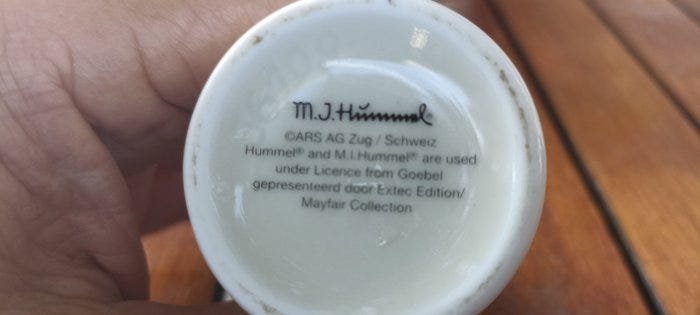 M.J.Hummel®
©ARS AG Zug / Schweiz
Hummel® and M.I.Hummel® are used
under Licence from Goebel
gepresenteerd door Extec Edition/
Mayfair Collection